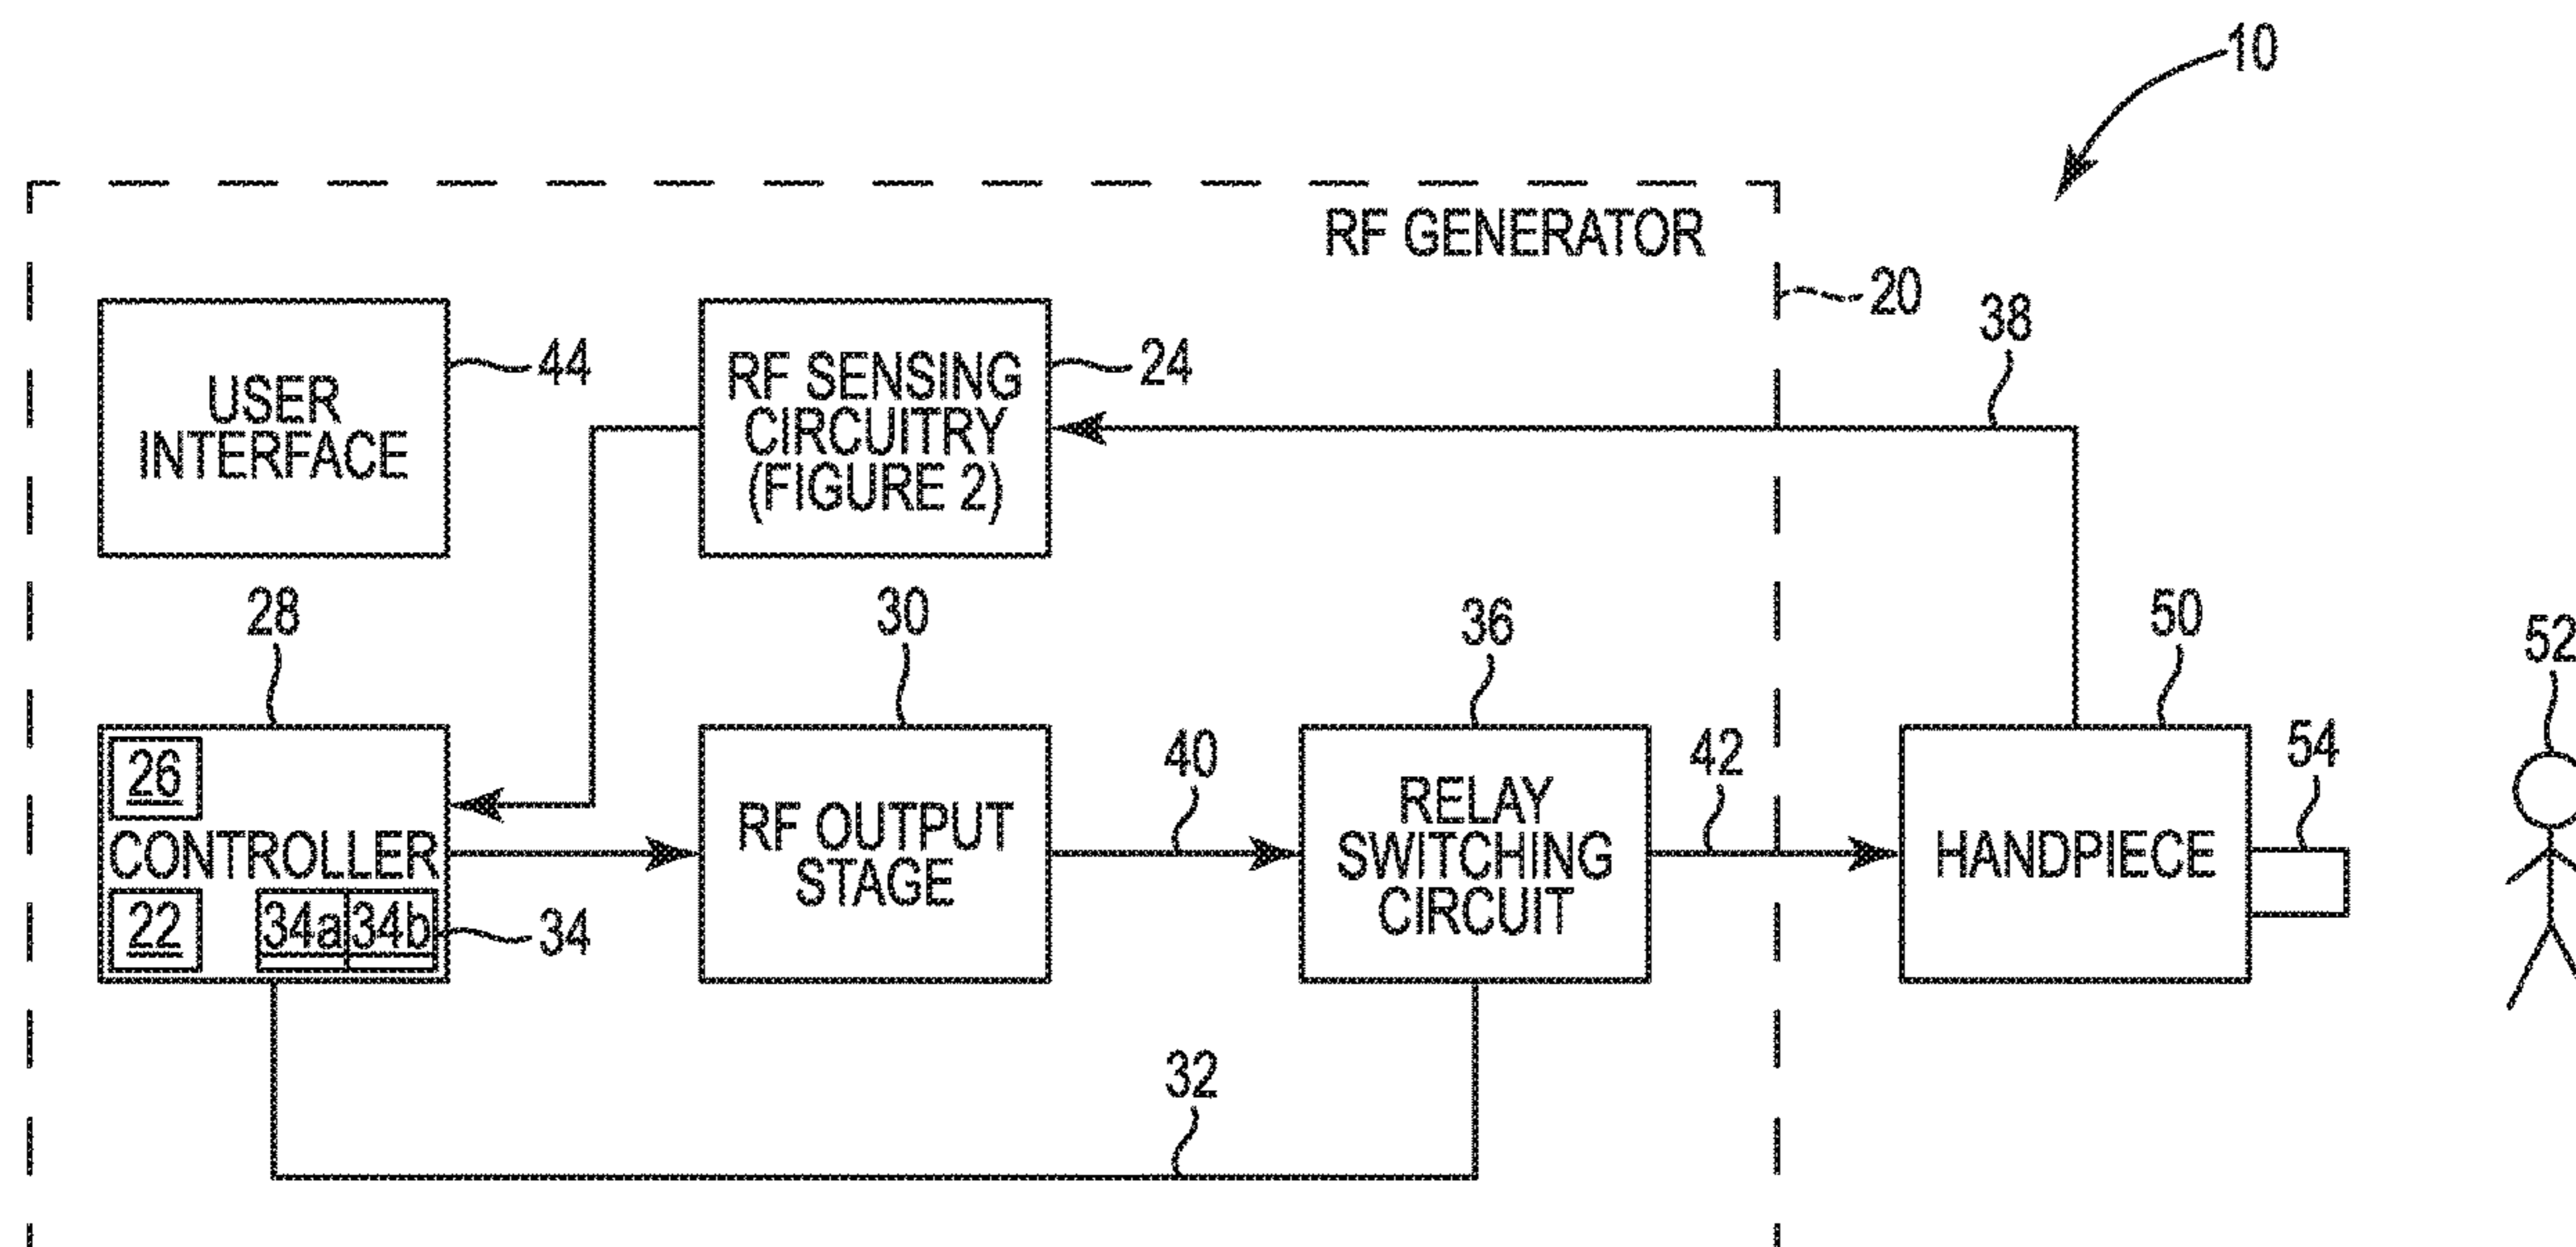 10
RF GENERATOR
20
38
USER
INTERFACE
44
RF SENSING
CIRCUITRY
(FIGURE 2)
24
28
30
36
50
52
26
CONTROLLER
22
34a
34b
34
RF OUTPUT
STAGE
40
RELAY
SWITCHING
CIRCUIT
42
HANDPIECE
54
32